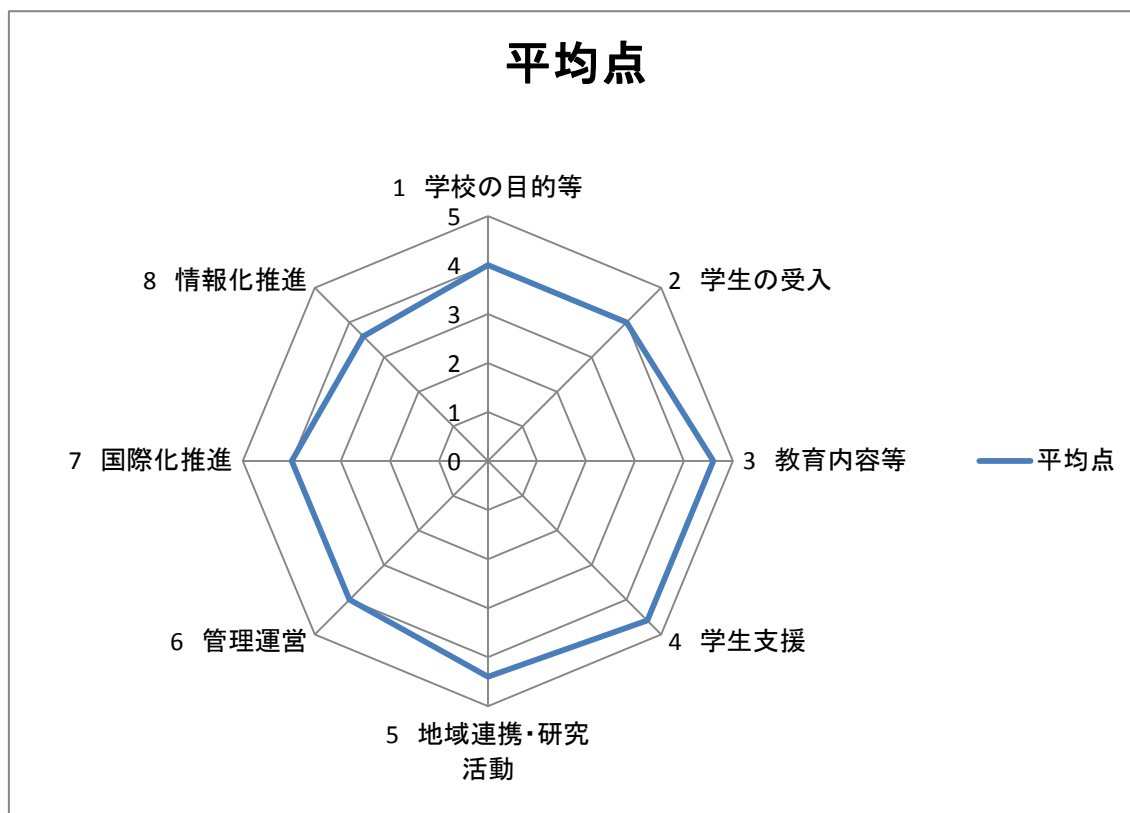 平均点
1 学校の目的等
2 学生の受入
3 教育内容等
4 学生支援
5 地域連携・研究
活動
6 管理運営
7 国際化推進
8 情報化推進
5
4
3
2
1
0
平均点